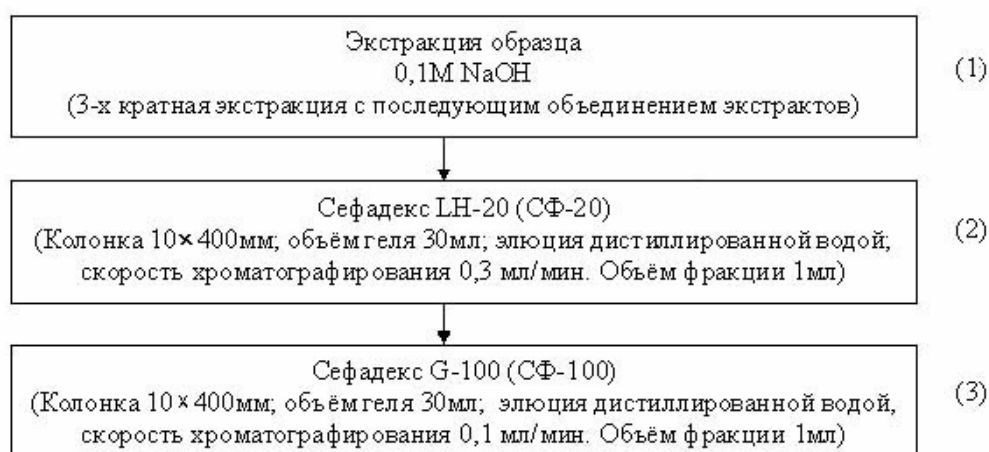 Экстракция образца
0,1М NaOH
(3-х кратная экстракция с последующим объединением экстрактов)
(1)
Сефадекс LH-20 (СФ-20)
(Колонка 10×400мм; объём геля 30мл; элюция дистиллированной водой;
скорость хроматографирования 0,3 мл/мин. Объём фракции 1мл)
(2)
Сефадекс G-100 (СФ-100)
(Колонка 10×400мм; объём геля 30мл; элюция дистиллированной водой,
скорость хроматографирования 0,1 мл/мин. Объём фракции 1мл)
(3)